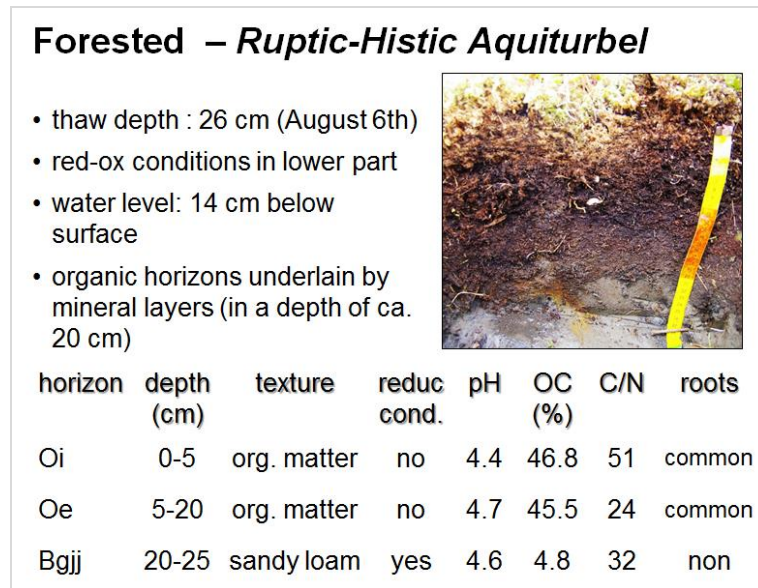 Forested – Ruptic-Histic Aquiturbel
• thaw depth : 26 cm (August 6th)
• red-ox conditions in lower part
• water level: 14 cm below
surface
• organic horizons underlain by
mineral layers (in a depth of ca.
20 cm)
horizon depth texture reduc pH OC C/N roots
(cm) cond. (%)
Oi 0-5 org. matter no 4.4 46.8 51 common
Oe 5-20 org. matter no 4.7 45.5 24 common
Bgjj 20-25 sandy loam yes 4.6 4.8 32 non